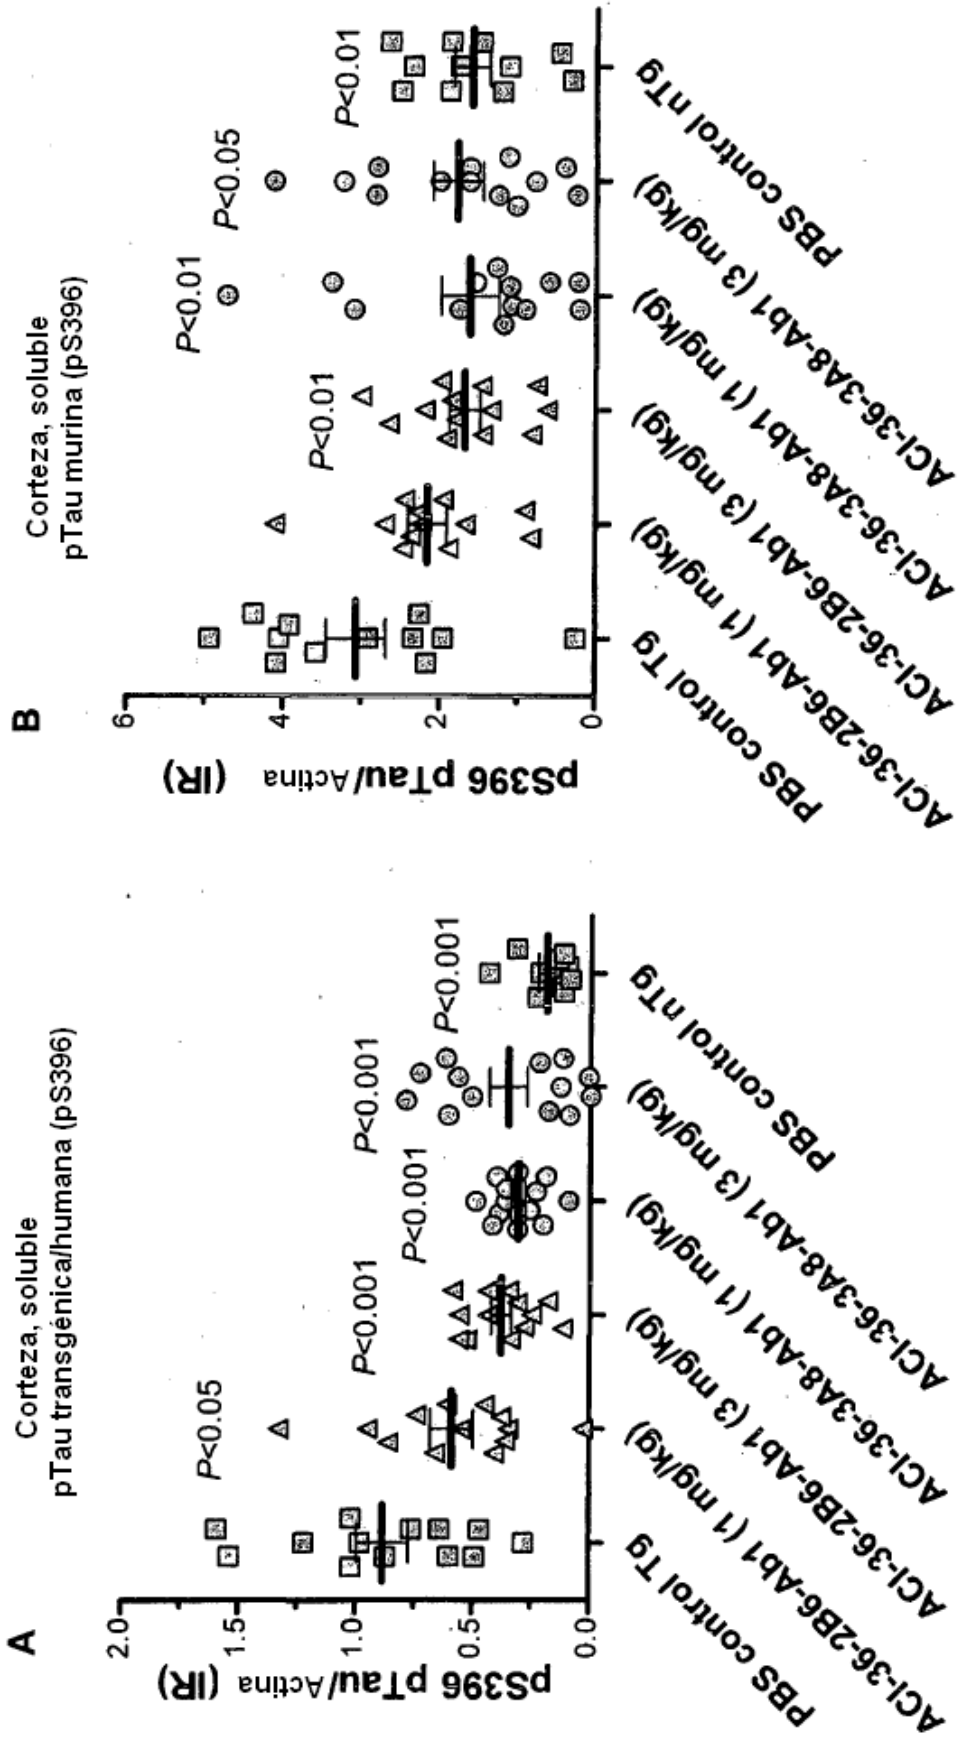 A
Corteza, soluble
pTau transgénica/humana (pS396)
pS396 pTau/Actina (IR)
2.0
1.5
1.0
0.5
0.0
P<0.05
P<0.001
P<0.001
P<0.001
P<0.001
PBS control Tg
ACI-36-2B6-Ab1 (1 mg/kg)
ACI-36-2B6-Ab1 (3 mg/kg)
ACI-36-3A8-Ab1 (1 mg/kg)
ACI-36-3A8-Ab1 (3 mg/kg)
PBS control nTg
B
Corteza, soluble
pTau murina (pS396)
pS396 pTau/Actina (IR)
6
4
2
0
P<0.01
P<0.01
P<0.05
P<0.01
PBS control Tg
ACI-36-2B6-Ab1 (1 mg/kg)
ACI-36-2B6-Ab1 (3 mg/kg)
ACI-36-3A8-Ab1 (1 mg/kg)
ACI-36-3A8-Ab1 (3 mg/kg)
PBS control nTg